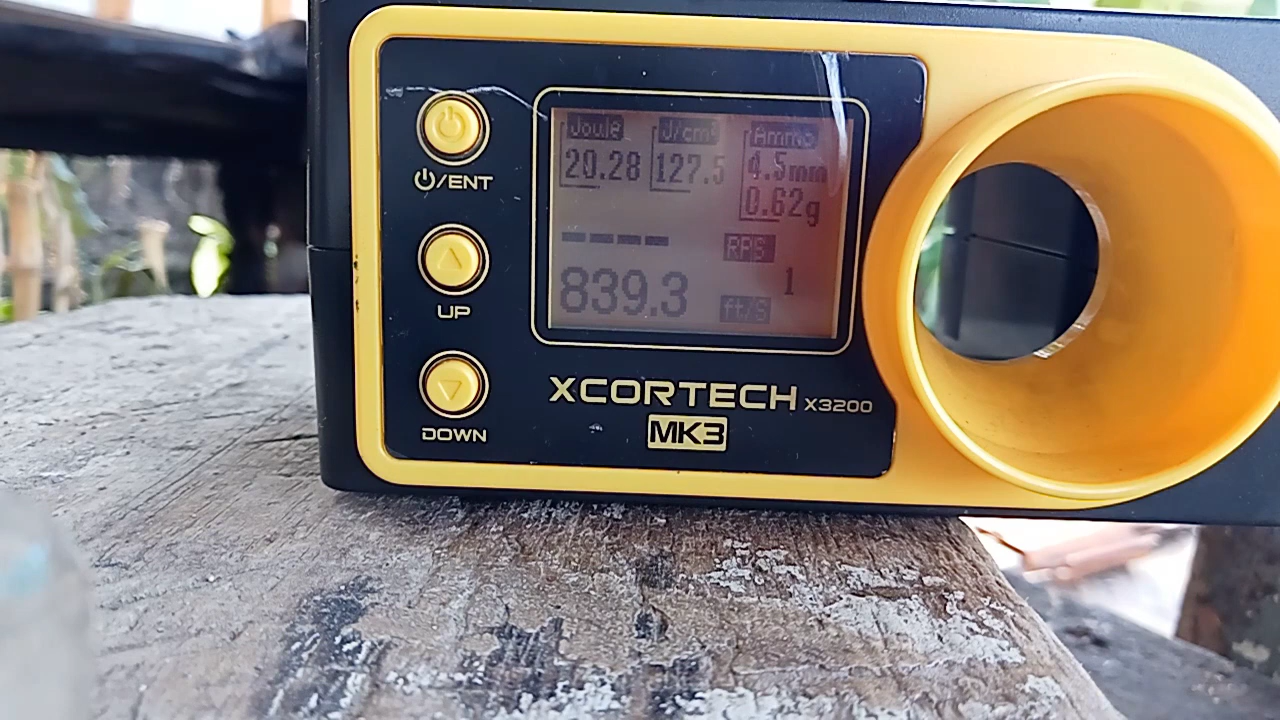 Joule J/cm² Ammo
20.28 127.5 4.5mm
0.62g
---- RPS
1
839.3 ft/S
⏻/ENT
UP
DOWN
XCORTECH X3200
MK3